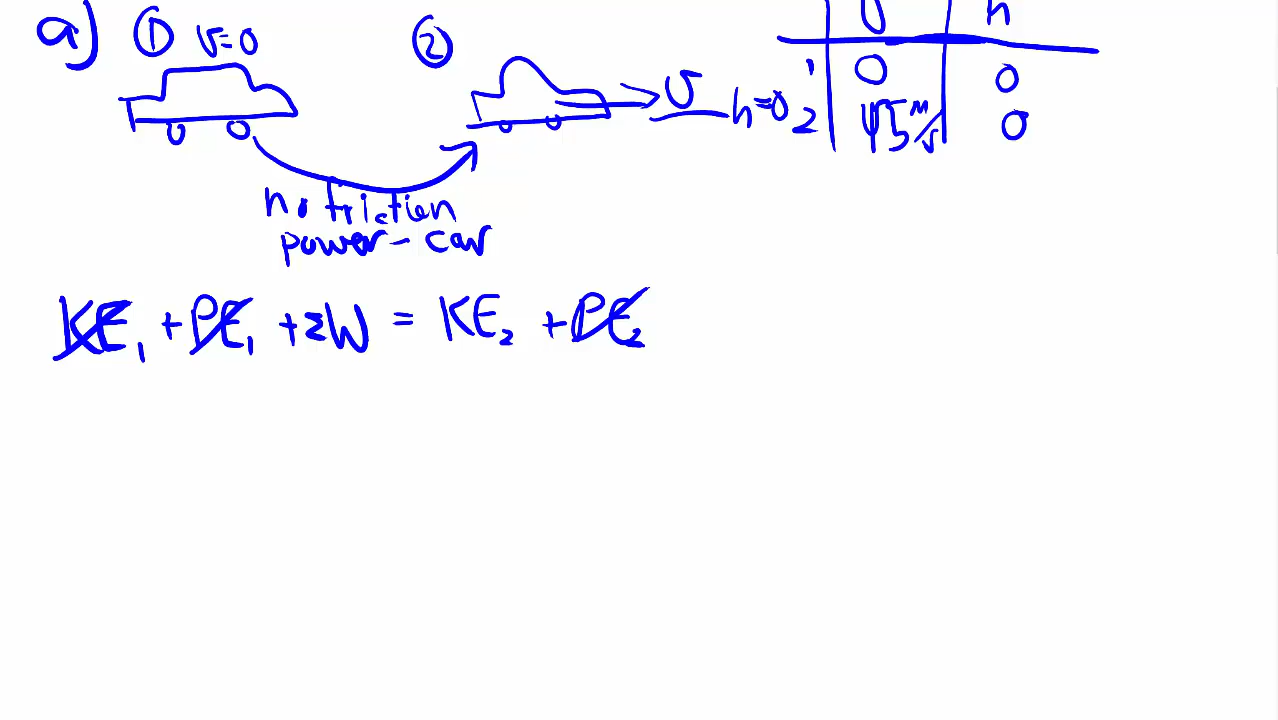 a) ① v=0 ②
v h
1 0 0
v h=0 2 45 m/s 0
no friction
power - car
KE₁ + PE₁ + ΣW = KE₂ + PE₂